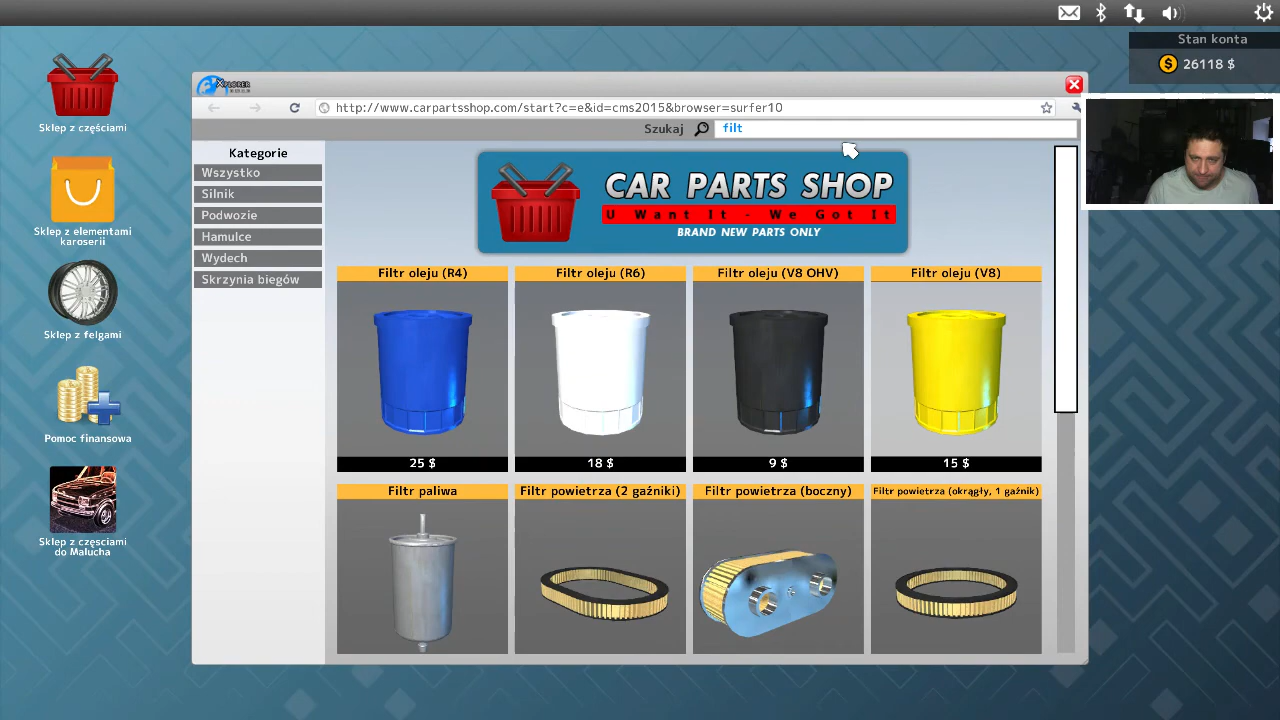 Stan konta
26118 $
Sklep z częściami
Sklep z elementami
karoserii
Sklep z felgami
Pomoc finansowa
Sklep z częsciami
do Malucha
XPLORER
http://www.carpartsshop.com/start?c=e&id=cms2015&browser=surfer10
Szukaj filt
Kategorie
Wszystko
Silnik
Podwozie
Hamulce
Wydech
Skrzynia biegów
CAR PARTS SHOP
U Want It - We Got It
BRAND NEW PARTS ONLY
Filtr oleju (R4) Filtr oleju (R6) Filtr oleju (V8 OHV) Filtr oleju (V8)
25 $ 18 $ 9 $ 15 $
Filtr paliwa Filtr powietrza (2 gaźniki) Filtr powietrza (boczny) Filtr powietrza (okrągły, 1 gaźnik)